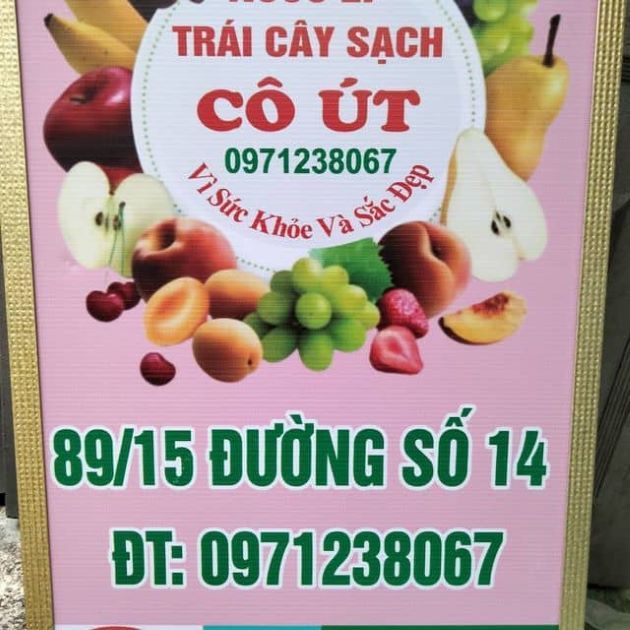 TRÁI CÂY SẠCH
CÔ ÚT
0971238067
Vì Sức Khỏe Và Sắc Đẹp
89/15 ĐƯỜNG SỐ 14
ĐT: 0971238067